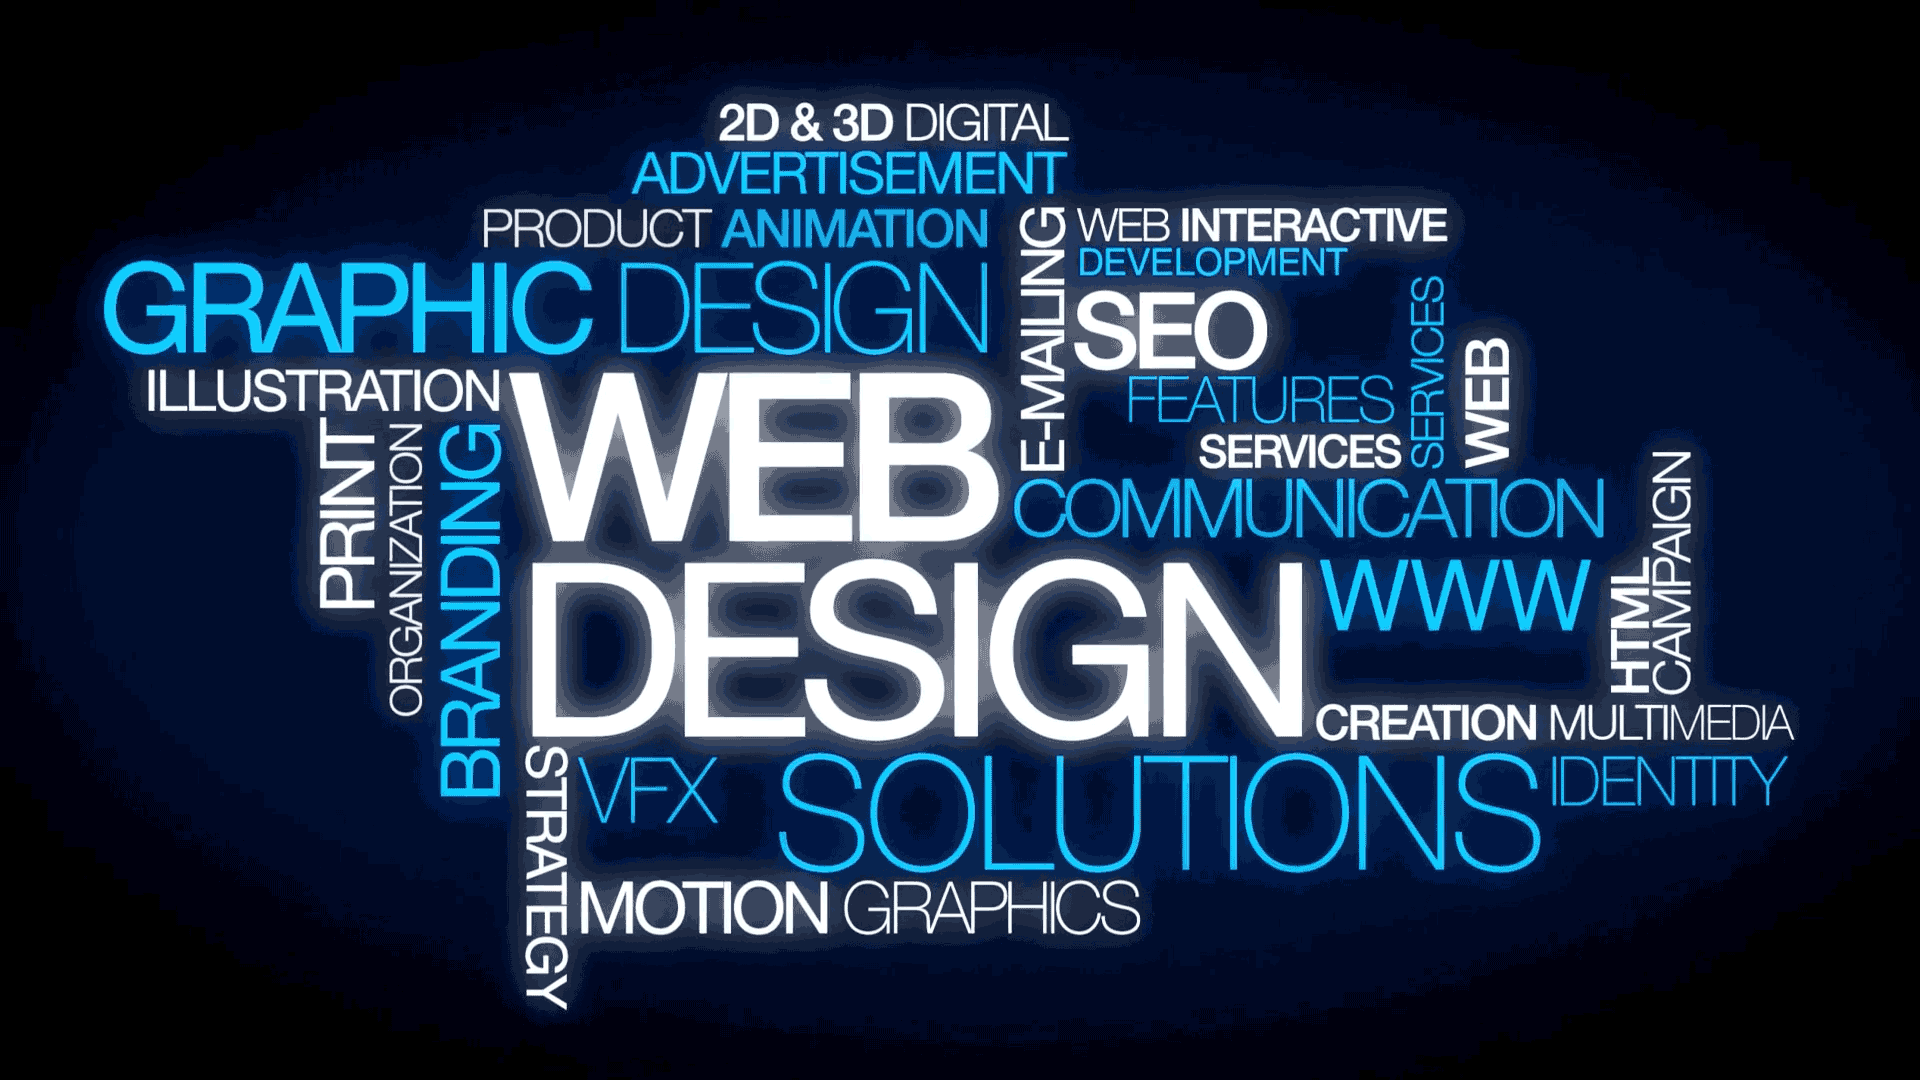 2D & 3D DIGITAL
ADVERTISEMENT
PRODUCT ANIMATION
GRAPHIC DESIGN
E-MAILING
WEB INTERACTIVE
DEVELOPMENT
SEO
FEATURES
SERVICES
SERVICES
WEB
ILLUSTRATION
PRINT
ORGANIZATION
BRANDING
WEB
DESIGN
COMMUNICATION
WWW
HTML
CAMPAIGN
CREATION MULTIMEDIA
STRATEGY
VFX
SOLUTIONS
IDENTITY
MOTION GRAPHICS